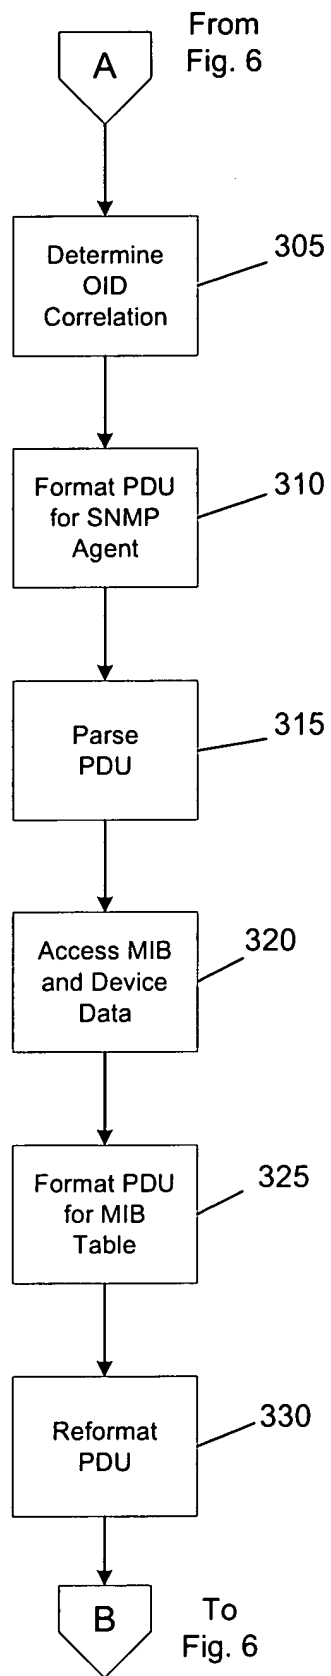 A
From
Fig. 6
Determine
OID
Correlation
305
Format PDU
for SNMP
Agent
310
Parse
PDU
315
Access MIB
and Device
Data
320
Format PDU
for MIB
Table
325
Reformat
PDU
330
B
To
Fig. 6